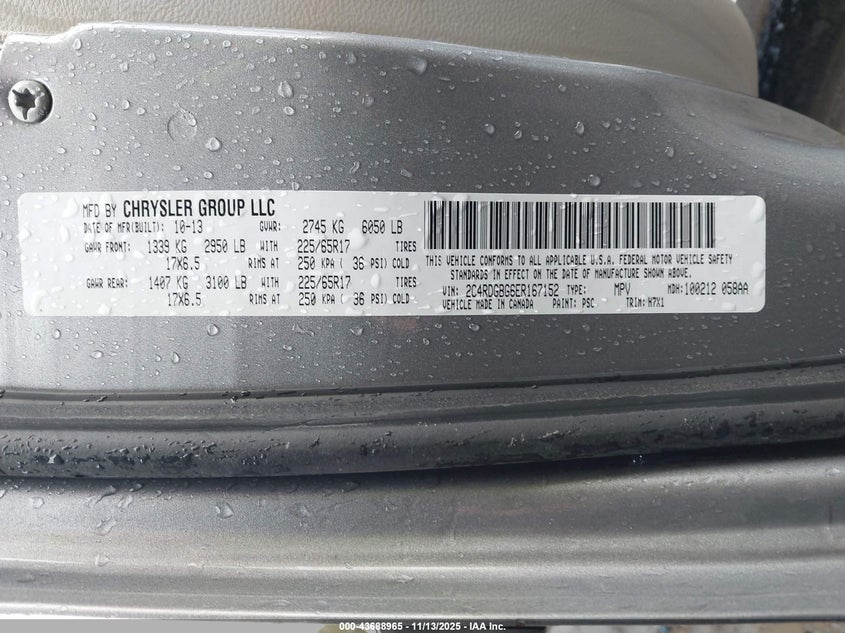 MFD BY CHRYSLER GROUP LLC
DATE OF MFR(BUILT): 10-13 GVWR: 2745 KG 6050 LB
GAWR FRONT: 1339 KG 2950 LB WITH 225/65R17 TIRES
17X6.5 RIMS AT 250 KPA ( 36 PSI) COLD
GAWR REAR: 1407 KG 3100 LB WITH 225/65R17 TIRES
17X6.5 RIMS AT 250 KPA ( 36 PSI) COLD
THIS VEHICLE CONFORMS TO ALL APPLICABLE U.S.A. FEDERAL MOTOR VEHICLE SAFETY
STANDARDS IN EFFECT ON THE DATE OF MANUFACTURE SHOWN ABOVE.
VIN: 2C4RDGBG6ER167152 TYPE: MPV MDH:100212 058AA
VEHICLE MADE IN CANADA PAINT: PSC TRIM: H7X1
000-43688965 - 11/13/2025 - IAA Inc.